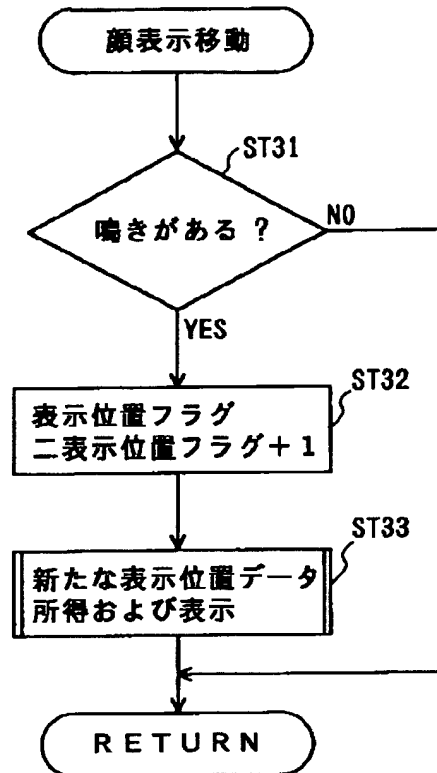 顔表示移動
ST31
鳴きがある？
NO
YES
ST32
表示位置フラグ
＝表示位置フラグ＋１
ST33
新たな表示位置データ
所得および表示
ＲＥＴＵＲＮ